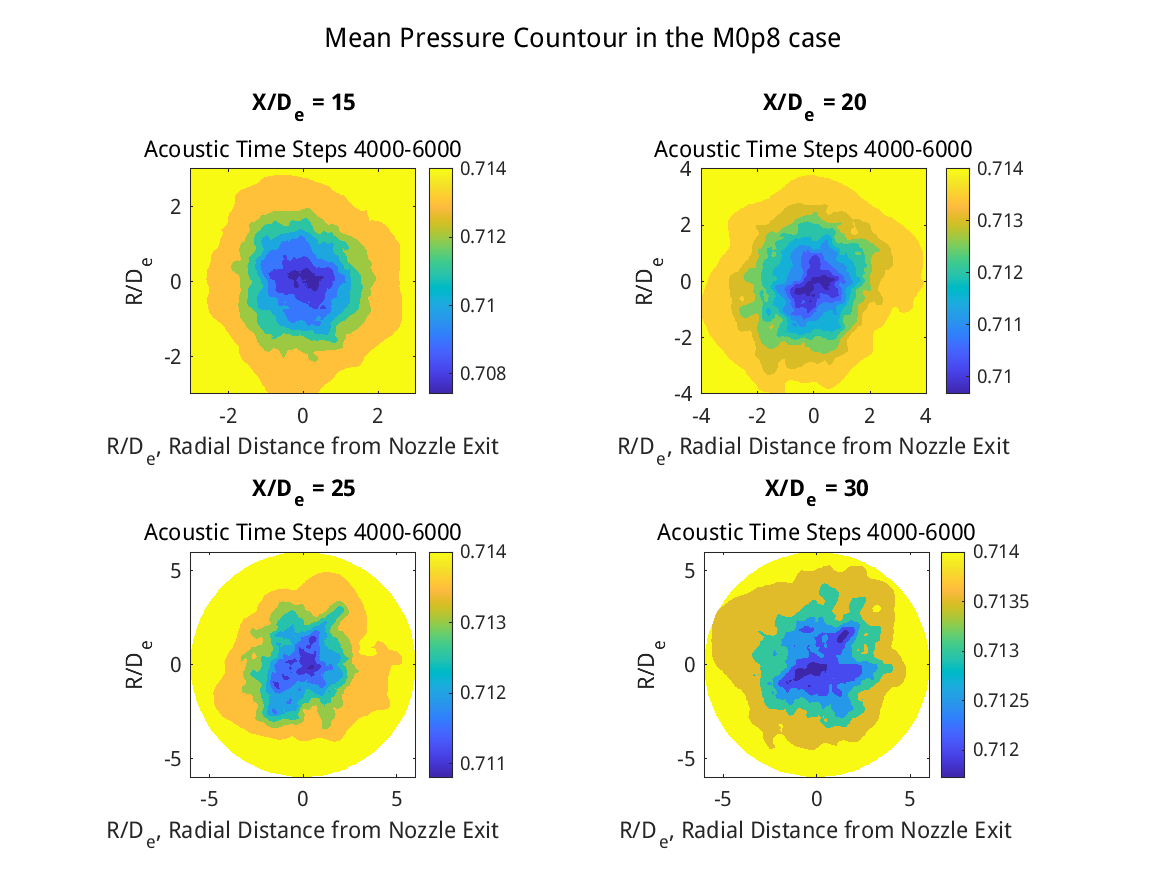 Mean Pressure Countour in the M0p8 case
X/De = 15
Acoustic Time Steps 4000-6000
0.714
0.712
0.71
0.708
2
0
-2
-2
0
2
R/De
R/De, Radial Distance from Nozzle Exit
X/De = 20
Acoustic Time Steps 4000-6000
0.714
0.713
0.712
0.711
0.71
4
2
0
-2
-4
-4
-2
0
2
4
R/De
R/De, Radial Distance from Nozzle Exit
X/De = 25
Acoustic Time Steps 4000-6000
0.714
0.713
0.712
0.711
5
0
-5
-5
0
5
R/De
R/De, Radial Distance from Nozzle Exit
X/De = 30
Acoustic Time Steps 4000-6000
0.714
0.7135
0.713
0.7125
0.712
5
0
-5
-5
0
5
R/De
R/De, Radial Distance from Nozzle Exit